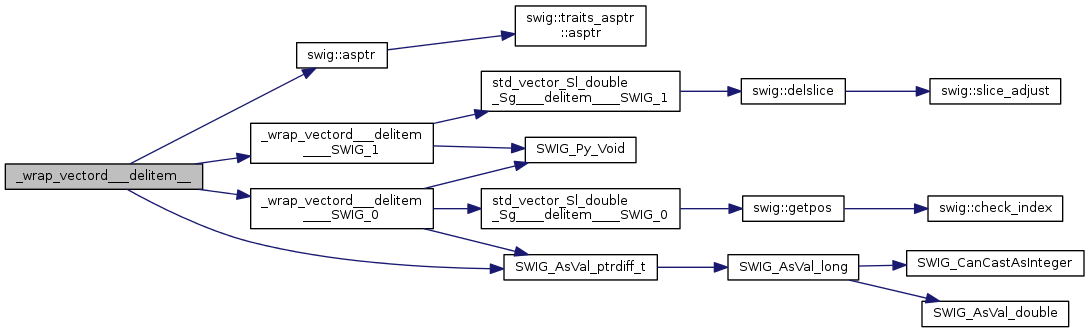 _wrap_vectord___delitem__
swig::asptr
swig::traits_asptr
::asptr
_wrap_vectord___delitem
____SWIG_1
std_vector_Sl_double
_Sg____delitem____SWIG_1
swig::delslice
swig::slice_adjust
SWIG_Py_Void
_wrap_vectord___delitem
____SWIG_0
std_vector_Sl_double
_Sg____delitem____SWIG_0
swig::getpos
swig::check_index
SWIG_AsVal_ptrdiff_t
SWIG_AsVal_long
SWIG_CanCastAsInteger
SWIG_AsVal_double